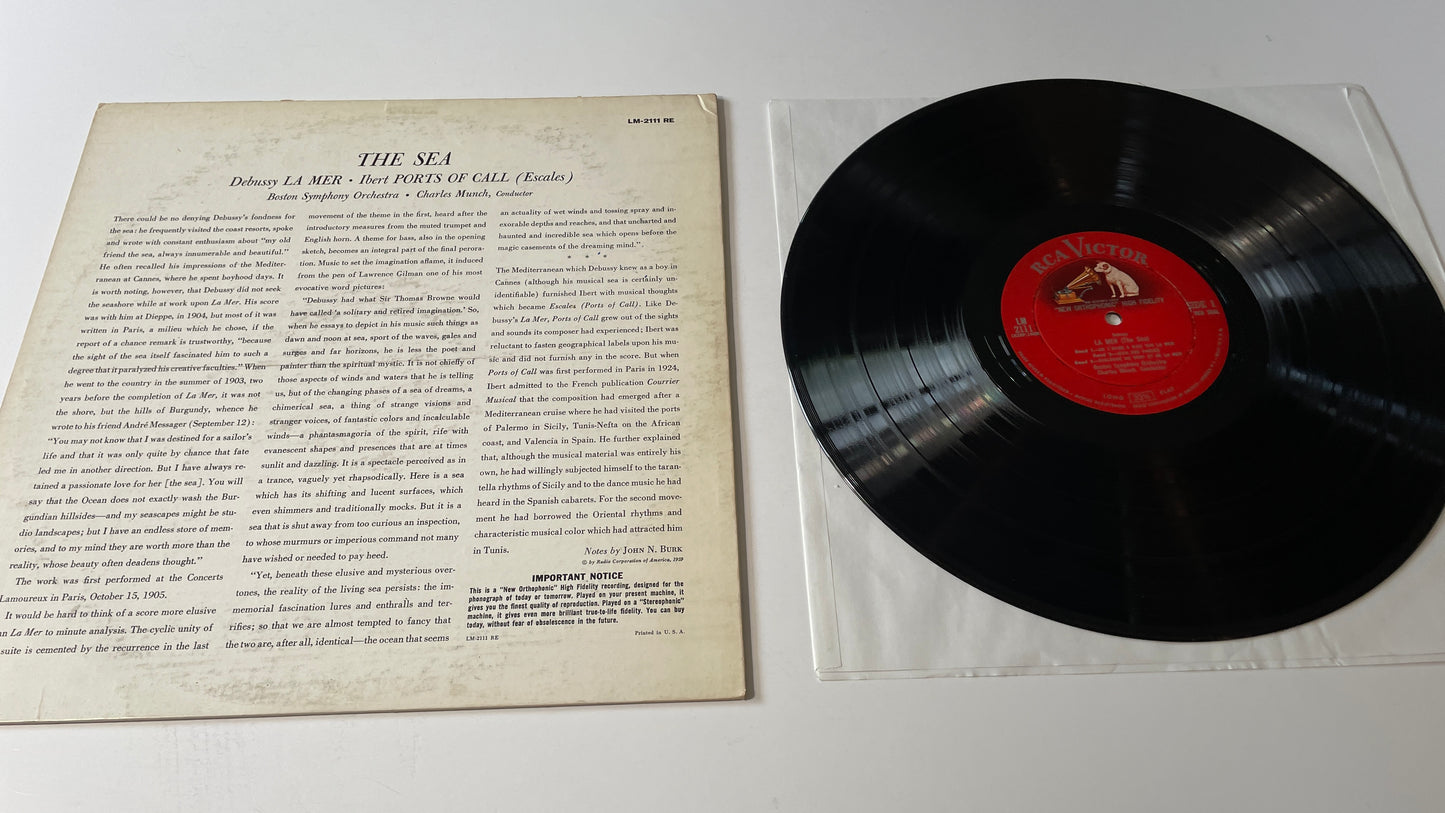 LM-2111 RE
THE SEA
Debussy LA MER • Ibert PORTS OF CALL (Escales)
Boston Symphony Orchestra • Charles Munch, Conductor
There could be no denying Debussy's fondness for
the sea: he frequently visited the coast resorts, spoke
and wrote with constant enthusiasm about "my old
friend the sea, always innumerable and beautiful."
He often recalled his impressions of the Mediter-
ranean at Cannes, where he spent boyhood days. It
is worth noting, however, that Debussy did not seek
the seashore while at work upon La Mer. His score
was with him at Dieppe, in 1904, but most of it was
written in Paris, a milieu which he chose, if the
report of a chance remark is trustworthy, "because
the sight of the sea itself fascinated him to such a
degree that it paralyzed his creative faculties." When
he went to the country in the summer of 1903, two
years before the completion of La Mer, it was not
the shore, but the hills of Burgundy, whence he
wrote to his friend André Messager (September 12):
"You may not know that I was destined for a sailor's
life and that it was only quite by chance that fate
led me in another direction. But I have always re-
tained a passionate love for her [the sea]. You will
say that the Ocean does not exactly wash the Bur-
gundian hillsides—and my seascapes might be stu-
dio landscapes; but I have an endless store of mem-
ories, and to my mind they are worth more than the
reality, whose beauty often deadens thought."
The work was first performed at the Concerts
Lamoureux in Paris, October 15, 1905.
It would be hard to think of a score more elusive
an La Mer to minute analysis. The cyclic unity of
suite is cemented by the recurrence in the last
movement of the theme in the first, heard after the
introductory measures from the muted trumpet and
English horn. A theme for bass, also in the opening
sketch, becomes an integral part of the final perora-
tion. Music to set the imagination aflame, it induced
from the pen of Lawrence Gilman one of his most
evocative word pictures:
"Debussy had what Sir Thomas Browne would
have called 'a solitary and retired imagination.' So,
when he essays to depict in his music such things as
dawn and noon at sea, sport of the waves, gales and
surges and far horizons, he is less the poet and
painter than the spiritual mystic. It is not chiefly of
those aspects of winds and waters that he is telling
us, but of the changing phases of a sea of dreams, a
chimerical sea, a thing of strange visions and
stranger voices, of fantastic colors and incalculable
winds—a phantasmagoria of the spirit, rife with
evanescent shapes and presences that are at times
sunlit and dazzling. It is a spectacle perceived as in
a trance, vaguely yet rhapsodically. Here is a sea
which has its shifting and lucent surfaces, which
even shimmers and traditionally mocks. But it is a
sea that is shut away from too curious an inspection,
to whose murmurs or imperious command not many
have wished or needed to pay heed.
"Yet, beneath these elusive and mysterious over-
tones, the reality of the living sea persists: the im-
memorial fascination lures and enthralls and ter-
rifies; so that we are almost tempted to fancy that
the two are, after all, identical—the ocean that seems
an actuality of wet winds and tossing spray and in-
exorable depths and reaches, and that uncharted and
haunted and incredible sea which opens before the
magic casements of the dreaming mind."
* * *
The Mediterranean which Debussy knew as a boy in
Cannes (although his musical sea is certainly un-
identifiable) furnished Ibert with musical thoughts
which became Escales (Ports of Call). Like De-
bussy's La Mer, Ports of Call grew out of the sights
and sounds its composer had experienced; Ibert was
reluctant to fasten geographical labels upon his mu-
sic and did not furnish any in the score. But when
Ports of Call was first performed in Paris in 1924,
Ibert admitted to the French publication Courrier
Musical that the composition had emerged after a
Mediterranean cruise where he had visited the ports
of Palermo in Sicily, Tunis-Nefta on the African
coast, and Valencia in Spain. He further explained
that, although the musical material was entirely his
own, he had willingly subjected himself to the taran-
tella rhythms of Sicily and to the dance music he had
heard in the Spanish cabarets. For the second move-
ment he had borrowed the Oriental rhythms and
characteristic musical color which had attracted him
in Tunis.
Notes by JOHN N. BURK
© by Radio Corporation of America, 1959
IMPORTANT NOTICE
This is a "New Orthophonic" High Fidelity recording, designed for the
phonograph of today or tomorrow. Played on your present machine, it
gives you the finest quality of reproduction. Played on a "Stereophonic"
machine, it gives even more brilliant true-to-life fidelity. You can buy
today, without fear of obsolescence in the future.
LM-2111 RE
Printed in U. S. A.
RCA VICTOR
"NEW ORTHOPHONIC" HIGH FIDELITY
LM
2111
SIDE 1
LA MER (The Sea)
Boston Symphony Orchestra
Charles Munch, Conductor
LONG 33⅓ PLAY